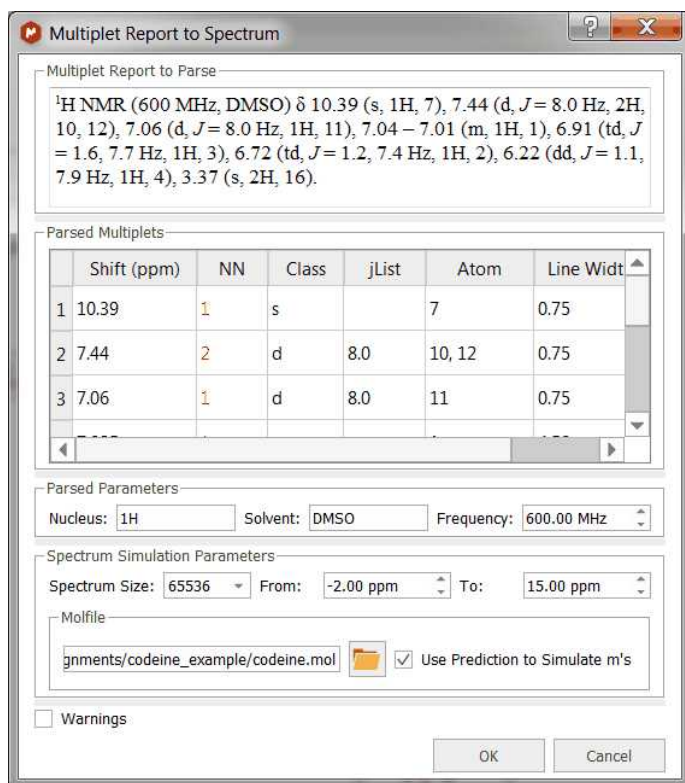 Multiplet Report to Spectrum
Multiplet Report to Parse
¹H NMR (600 MHz, DMSO) δ 10.39 (s, 1H, 7), 7.44 (d, J = 8.0 Hz, 2H,
10, 12), 7.06 (d, J = 8.0 Hz, 1H, 11), 7.04 – 7.01 (m, 1H, 1), 6.91 (td, J
= 1.6, 7.7 Hz, 1H, 3), 6.72 (td, J = 1.2, 7.4 Hz, 1H, 2), 6.22 (dd, J = 1.1,
7.9 Hz, 1H, 4), 3.37 (s, 2H, 16).
Parsed Multiplets
Shift (ppm) NN Class jList Atom Line Widt
1 10.39 1 s 7 0.75
2 7.44 2 d 8.0 10, 12 0.75
3 7.06 1 d 8.0 11 0.75
Parsed Parameters
Nucleus: 1H Solvent: DMSO Frequency: 600.00 MHz
Spectrum Simulation Parameters
Spectrum Size: 65536 From: -2.00 ppm To: 15.00 ppm
Molfile
gnments/codeine_example/codeine.mol Use Prediction to Simulate m's
Warnings
OK Cancel